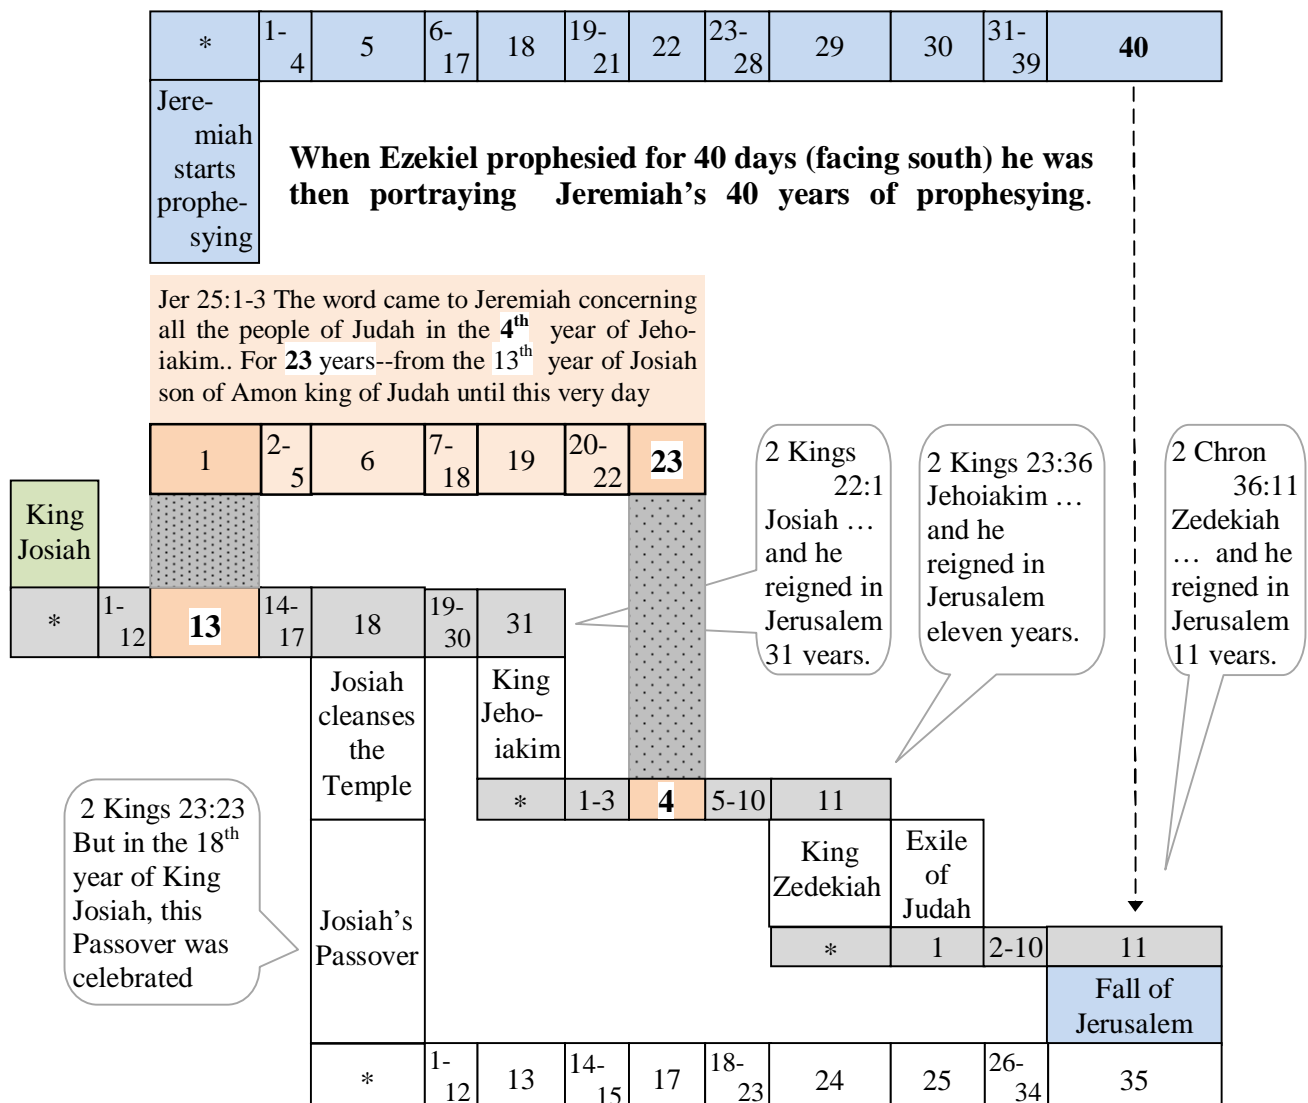 * 1- 5 6- 18 19- 22 23- 29 30 31- 40
4 17 21 28 39
Jere-
miah
starts
prophe-
sying
When Ezekiel prophesied for 40 days (facing south) he was
then portraying Jeremiah’s 40 years of prophesying.
Jer 25:1-3 The word came to Jeremiah concerning
all the people of Judah in the 4th year of Jeho-
iakim.. For 23 years--from the 13th year of Josiah
son of Amon king of Judah until this very day
1 2- 6 7- 19 20- 23
5 18 22
King
Josiah
* 1- 13 14- 18 19- 31
12 17 30
2 Kings
22:1
Josiah …
and he
reigned in
Jerusalem
31 years.
2 Kings 23:36
Jehoiakim …
and he
reigned in
Jerusalem
eleven years.
2 Chron
36:11
Zedekiah
… and he
reigned in
Jerusalem
11 years.
Josiah
cleanses
the
Temple
King
Jeho-
iakim
* 1-3 4 5-10 11
2 Kings 23:23
But in the 18th
year of King
Josiah, this
Passover was
celebrated
Josiah’s
Passover
King
Zedekiah
Exile
of
Judah
* 1 2-10 11
Fall of
Jerusalem
* 1- 13 14- 17 18- 24 25 26- 35
12 15 23 34